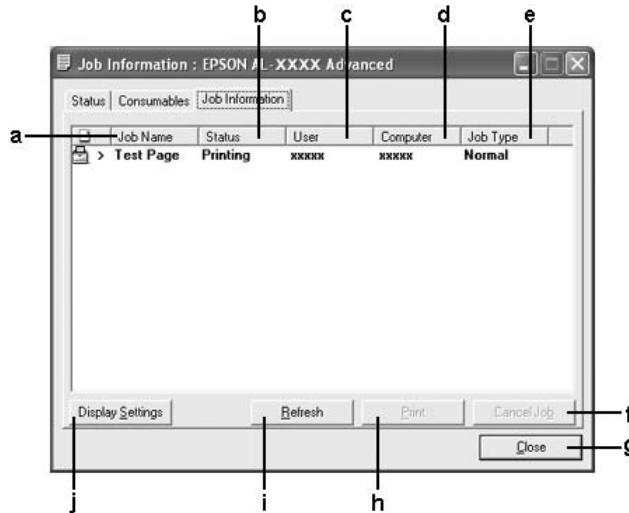 b c d e
Job Information : EPSON AL-XXXX Advanced
Status Consumables Job Information
a
Job Name Status User Computer Job Type
> Test Page Printing xxxxx xxxxx Normal
Display Settings Refresh Print Cancel Job
f
Close
g
j i h